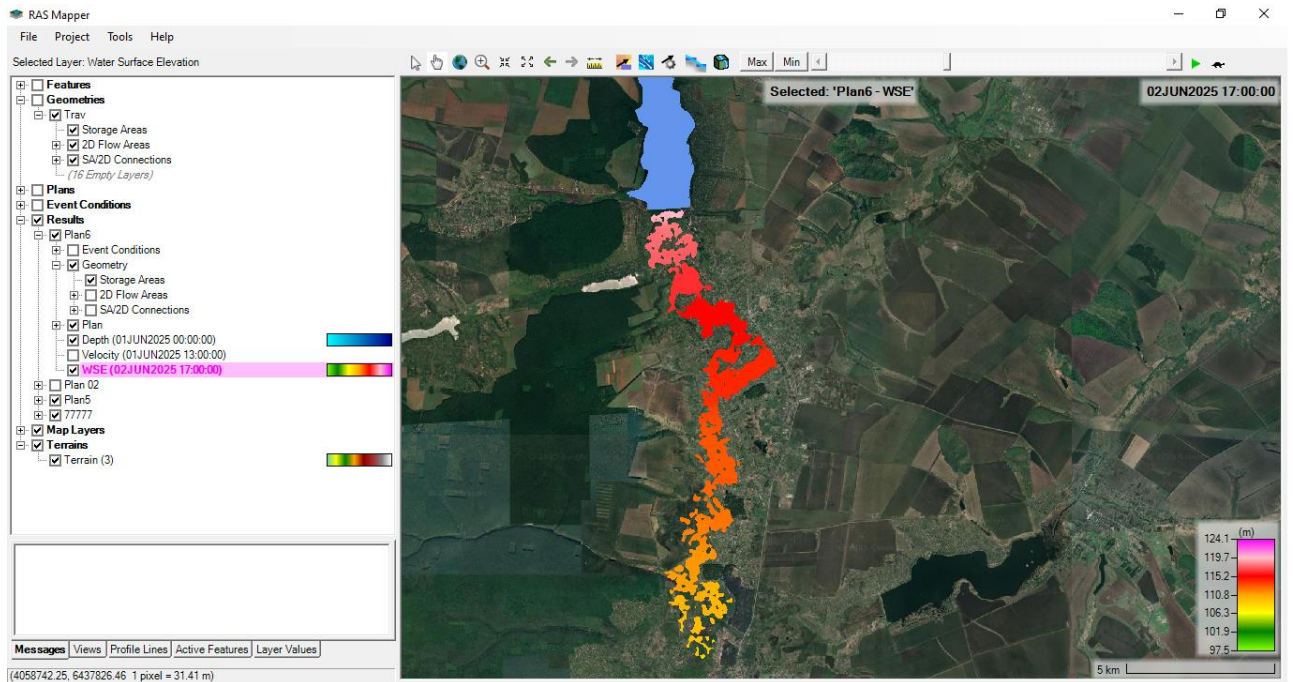 RAS Mapper
File Project Tools Help
Selected Layer: Water Surface Elevation
Max Min
Features
Geometries
Trav
Storage Areas
2D Flow Areas
SA/2D Connections
(16 Empty Layers)
Plans
Event Conditions
Results
Plan6
Event Conditions
Geometry
Storage Areas
2D Flow Areas
SA/2D Connections
Plan
Depth (01JUN2025 00:00:00)
Velocity (01JUN2025 13:00:00)
WSE (02JUN2025 17:00:00)
Plan 02
Plan5
77777
Map Layers
Terrains
Terrain (3)
Selected: 'Plan6 - WSE'
02JUN2025 17:00:00
(m)
124.1
119.7
115.2
110.8
106.3
101.9
97.5
5 km
Messages Views Profile Lines Active Features Layer Values
(4058742.25, 6437826.46 1 pixel = 31.41 m)